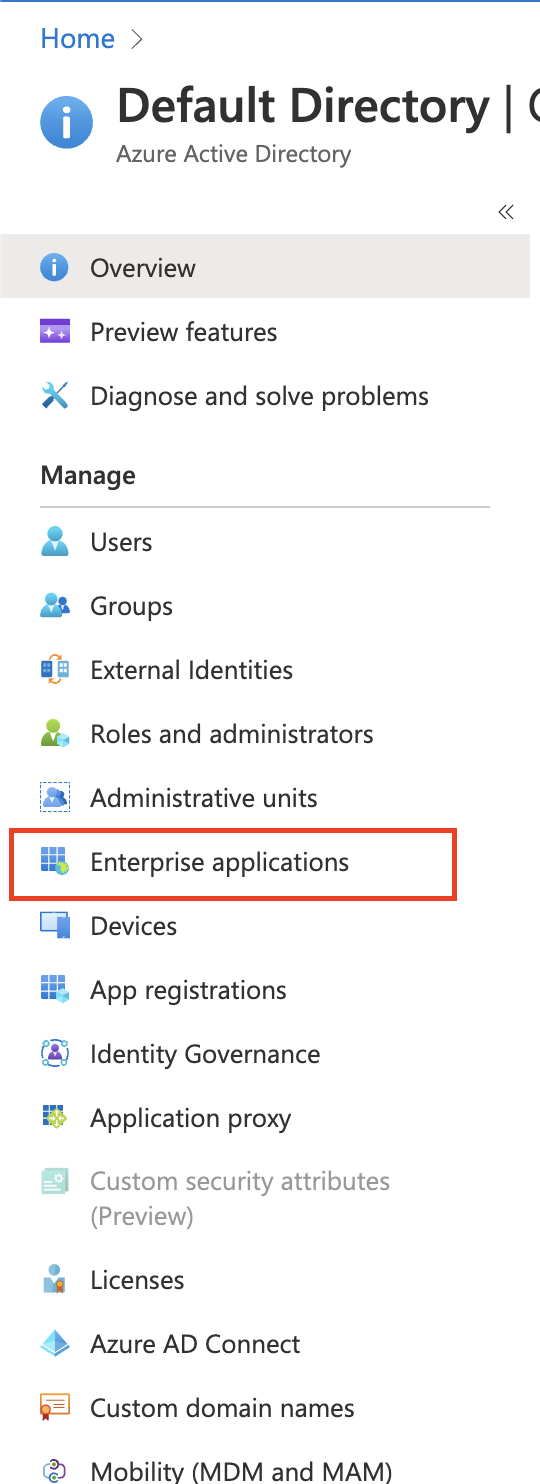 Home >
Default Directory |
Azure Active Directory
«
Overview
Preview features
Diagnose and solve problems
Manage
Users
Groups
External Identities
Roles and administrators
Administrative units
Enterprise applications
Devices
App registrations
Identity Governance
Application proxy
Custom security attributes
(Preview)
Licenses
Azure AD Connect
Custom domain names
Mobility (MDM and MAM)